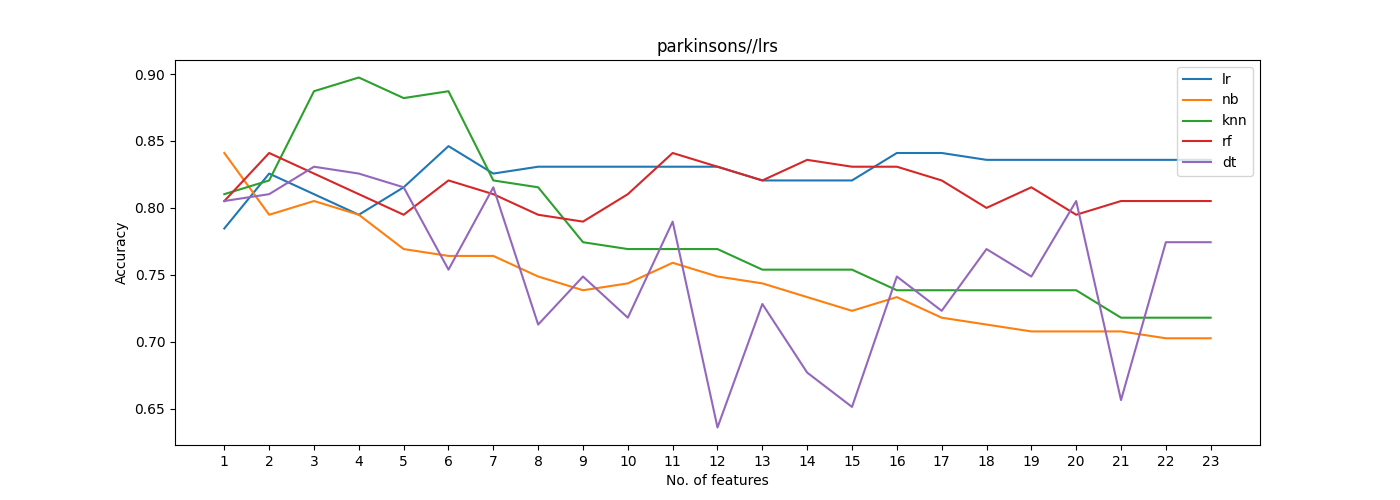 parkinsons//lrs
lr
nb
knn
rf
dt
Accuracy
0.90
0.85
0.80
0.75
0.70
0.65
1 2 3 4 5 6 7 8 9 10 11 12 13 14 15 16 17 18 19 20 21 22 23
No. of features